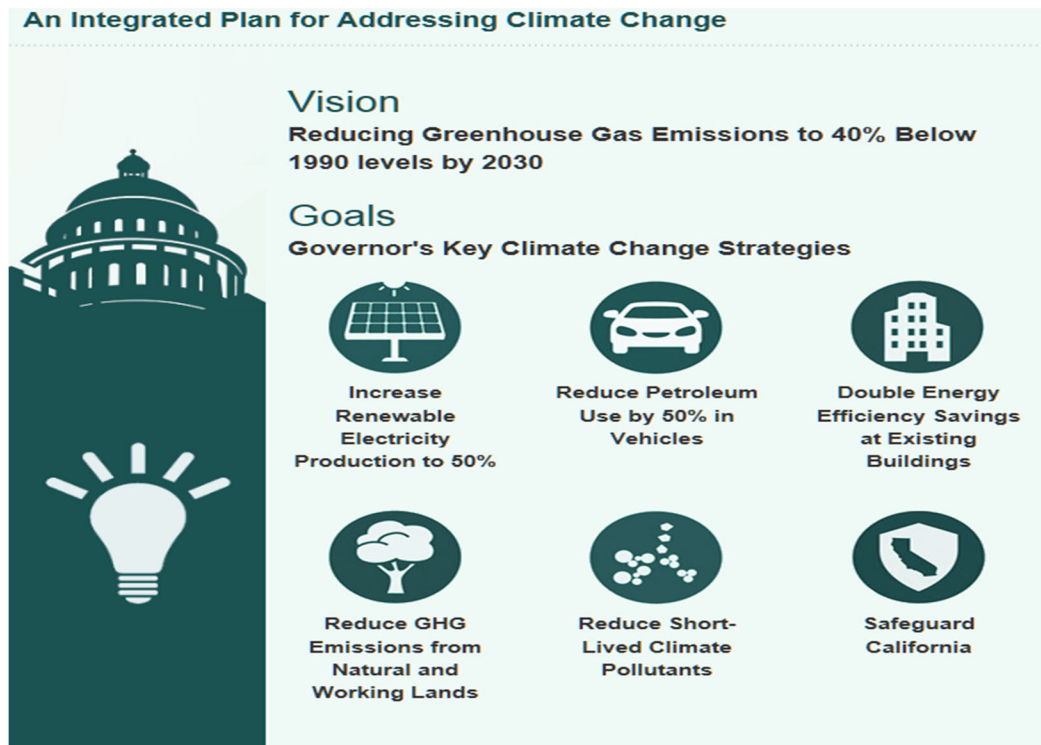 An Integrated Plan for Addressing Climate Change
Vision
Reducing Greenhouse Gas Emissions to 40% Below
1990 levels by 2030
Goals
Governor's Key Climate Change Strategies
Increase
Renewable
Electricity
Production to 50%
Reduce Petroleum
Use by 50% in
Vehicles
Double Energy
Efficiency Savings
at Existing
Buildings
Reduce GHG
Emissions from
Natural and
Working Lands
Reduce Short-
Lived Climate
Pollutants
Safeguard
California